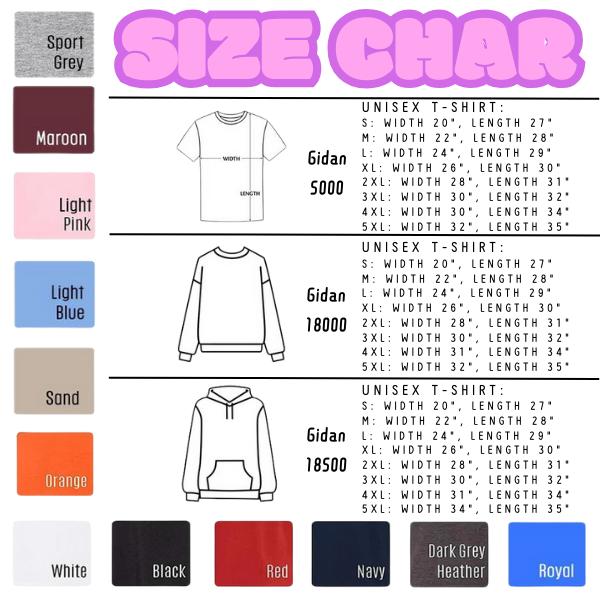 SIZE CHAR
Sport
Grey
Maroon
Light
Pink
Light
Blue
Sand
Orange
WIDTH
LENGTH
Gidan
5000
UNISEX T-SHIRT:
S: WIDTH 20", LENGTH 27"
M: WIDTH 22", LENGTH 28"
L: WIDTH 24", LENGTH 29"
XL: WIDTH 26", LENGTH 30"
2XL: WIDTH 28", LENGTH 31"
3XL: WIDTH 30", LENGTH 32"
4XL: WIDTH 30", LENGTH 34"
5XL: WIDTH 32", LENGTH 35"
Gidan
18000
UNISEX T-SHIRT:
S: WIDTH 20", LENGTH 27"
M: WIDTH 22", LENGTH 28"
L: WIDTH 24", LENGTH 29"
XL: WIDTH 26", LENGTH 30"
2XL: WIDTH 28", LENGTH 31"
3XL: WIDTH 30", LENGTH 32"
4XL: WIDTH 31", LENGTH 34"
5XL: WIDTH 32", LENGTH 35"
Gidan
18500
UNISEX T-SHIRT:
S: WIDTH 20", LENGTH 27"
M: WIDTH 22", LENGTH 28"
L: WIDTH 24", LENGTH 29"
XL: WIDTH 26", LENGTH 30"
2XL: WIDTH 28", LENGTH 31"
3XL: WIDTH 30", LENGTH 32"
4XL: WIDTH 31", LENGTH 34"
5XL: WIDTH 34", LENGTH 35"
White
Black
Red
Navy
Dark Grey
Heather
Royal